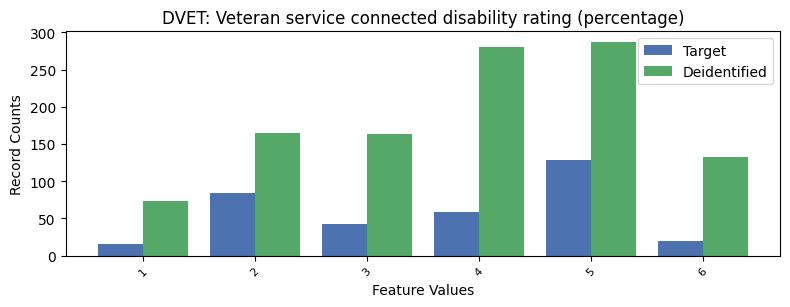 DVET: Veteran service connected disability rating (percentage)
Target
Deidentified
Record Counts
300
250
200
150
100
50
0
1 2 3 4 5 6
Feature Values